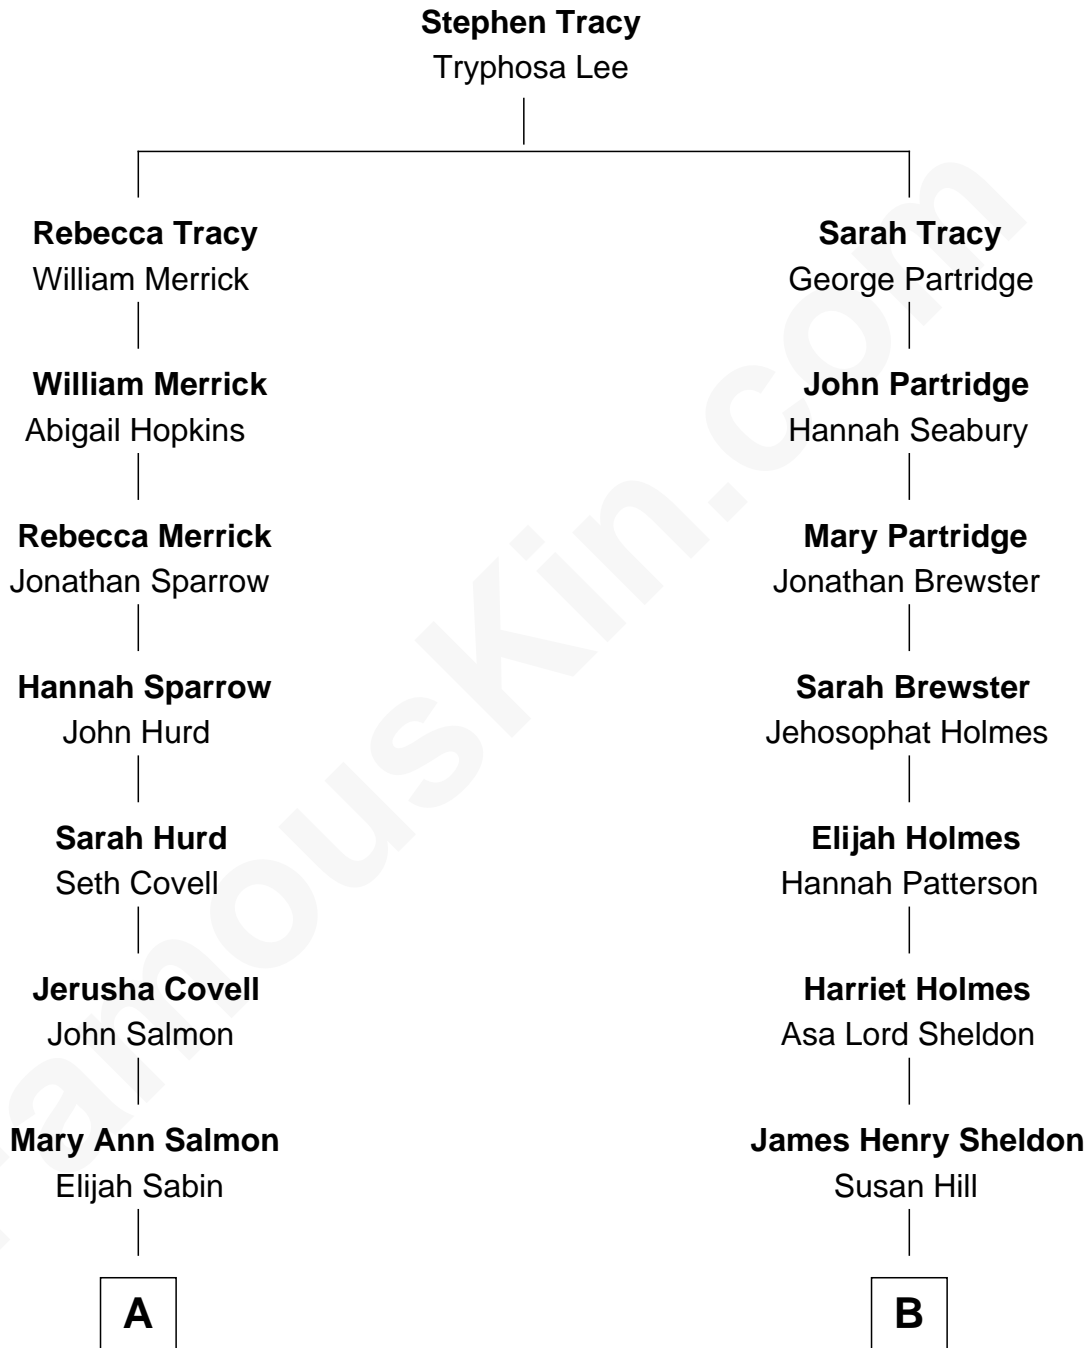 Stephen Tracy
Tryphosa Lee
Rebecca Tracy
William Merrick
Sarah Tracy
George Partridge
William Merrick
Abigail Hopkins
John Partridge
Hannah Seabury
Rebecca Merrick
Jonathan Sparrow
Mary Partridge
Jonathan Brewster
Hannah Sparrow
John Hurd
Sarah Brewster
Jehosophat Holmes
Sarah Hurd
Seth Covell
Elijah Holmes
Hannah Patterson
Jerusha Covell
John Salmon
Harriet Holmes
Asa Lord Sheldon
Mary Ann Salmon
Elijah Sabin
James Henry Sheldon
Susan Hill
A
B
FamousKin.com